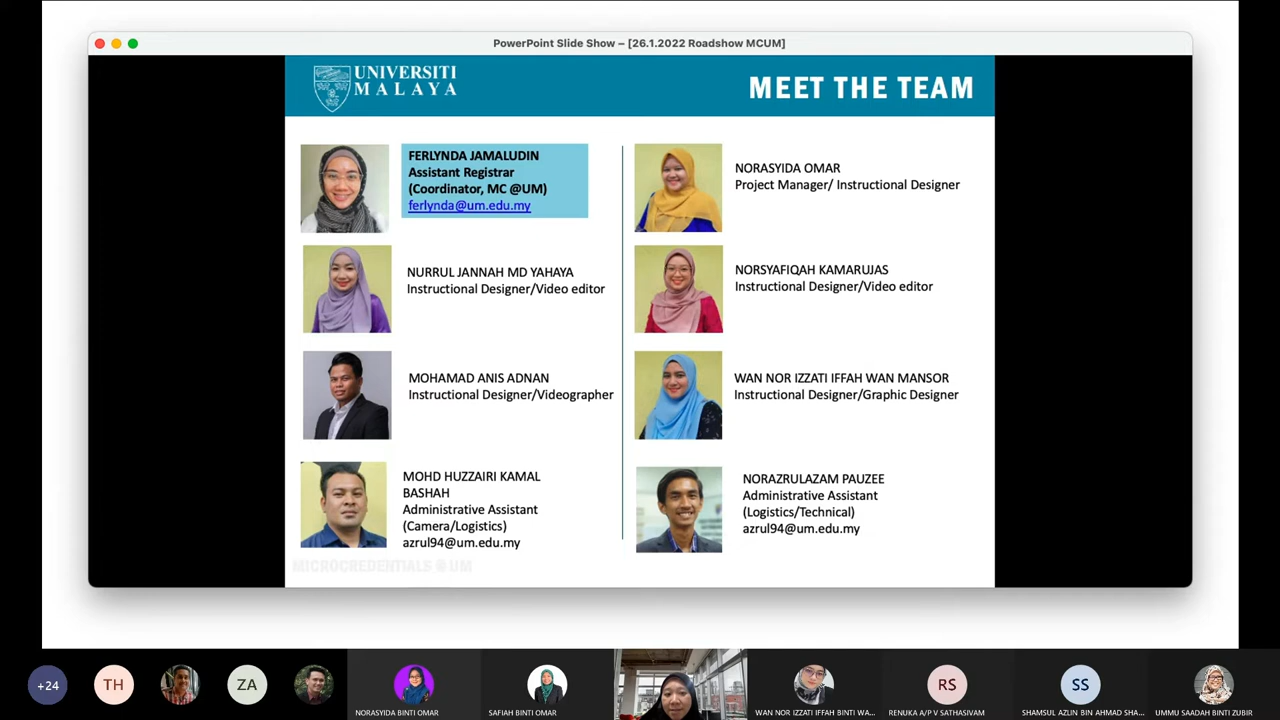 PowerPoint Slide Show – [26.1.2022 Roadshow MCUM]
UNIVERSITI
MALAYA
MEET THE TEAM
FERLYNDA JAMALUDIN
Assistant Registrar
(Coordinator, MC @UM)
ferlynda@um.edu.my
NORASYIDA OMAR
Project Manager/ Instructional Designer
NURRUL JANNAH MD YAHAYA
Instructional Designer/Video editor
NORSYAFIQAH KAMARUJAS
Instructional Designer/Video editor
MOHAMAD ANIS ADNAN
Instructional Designer/Videographer
WAN NOR IZZATI IFFAH WAN MANSOR
Instructional Designer/Graphic Designer
MOHD HUZZAIRI KAMAL
BASHAH
Administrative Assistant
(Camera/Logistics)
azrul94@um.edu.my
NORAZRULAZAM PAUZEE
Administrative Assistant
(Logistics/Technical)
azrul94@um.edu.my
MICROCREDENTIALS @ UM
+24
TH
ZA
NORASYIDA BINTI OMAR
SAFIAH BINTI OMAR
WAN NOR IZZATI IFFAH BINTI WA...
RS
RENUKA A/P V SATHASIVAM
SS
SHAMSUL AZLIN BIN AHMAD SHA...
UMMU SAADAH BINTI ZUBIR